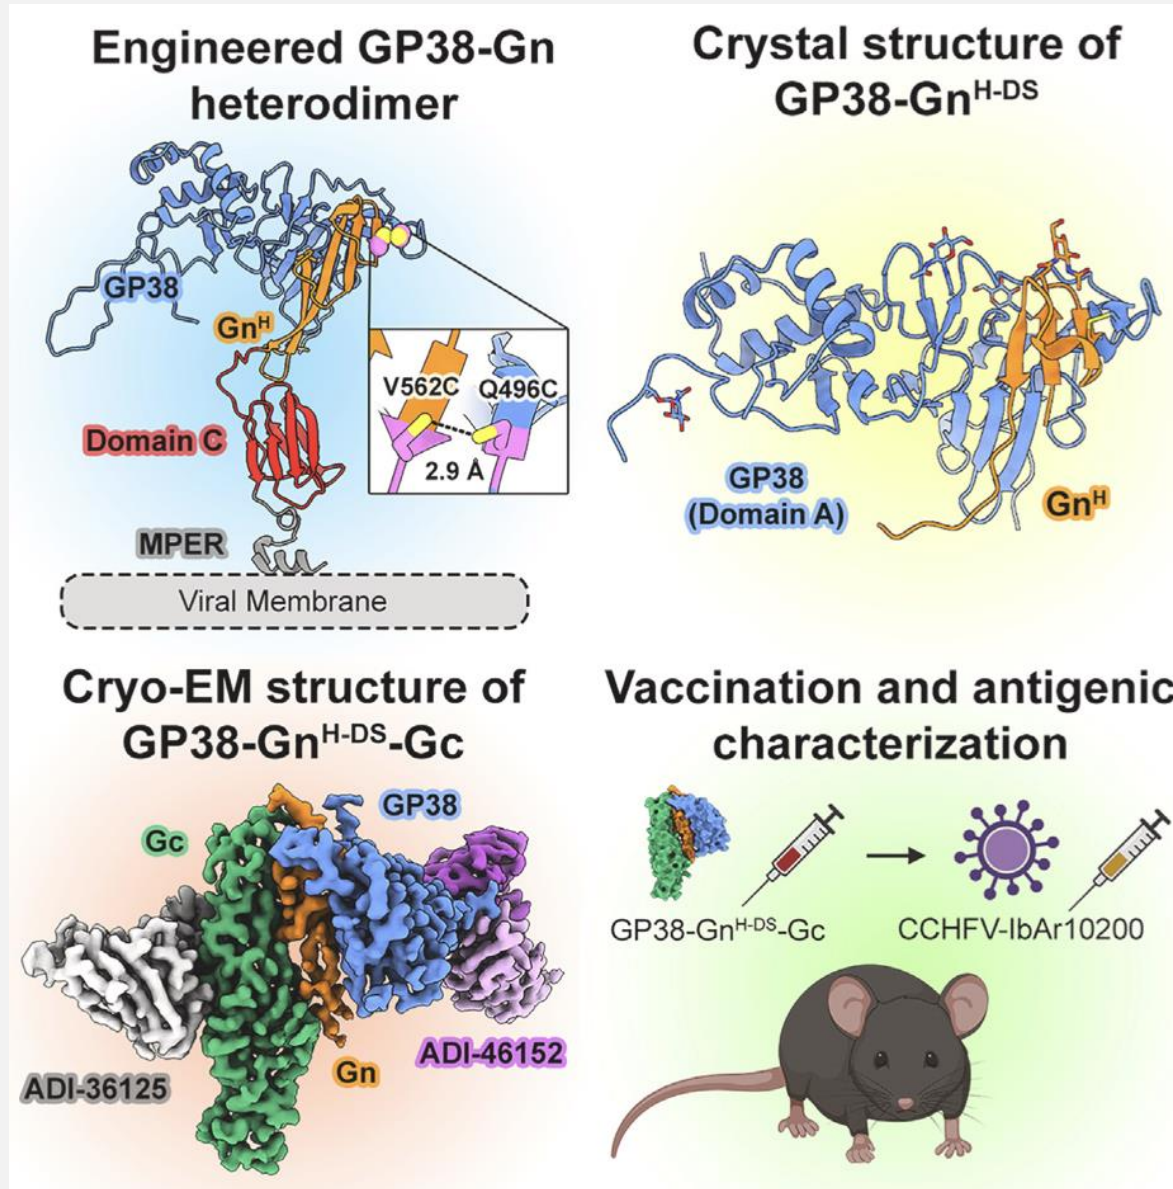 Engineered GP38-Gn
heterodimer
GP38
Gnᴴ
V562C
Q496C
2.9 Å
Domain C
MPER
Viral Membrane
Crystal structure of
GP38-Gnᴴ⁻ᴰˢ
GP38
(Domain A)
Gnᴴ
Cryo-EM structure of
GP38-Gnᴴ⁻ᴰˢ-Gc
GP38
Gc
ADI-46152
Gn
ADI-36125
Vaccination and antigenic
characterization
GP38-Gnᴴ⁻ᴰˢ-Gc
CCHFV-IbAr10200